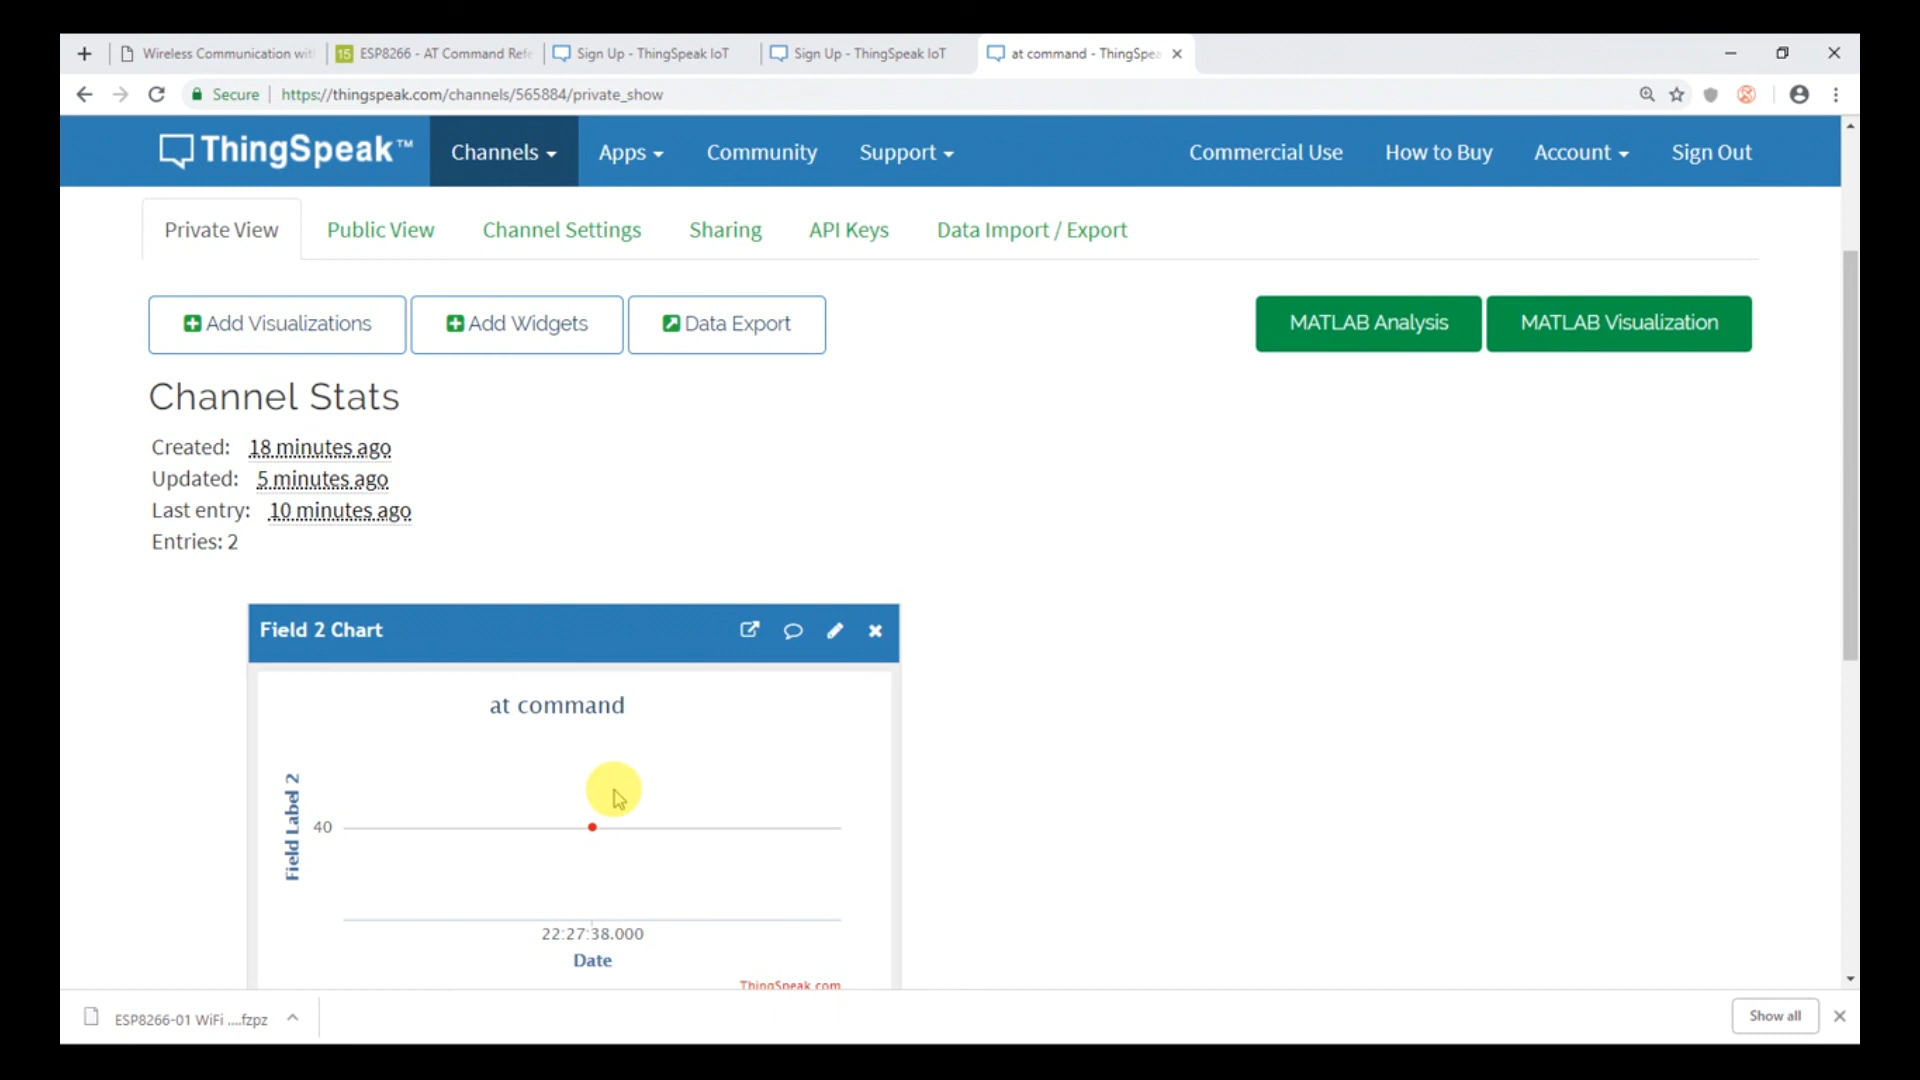 Wireless Communication wit
15 ESP8266 - AT Command Refe
Sign Up - ThingSpeak IoT
Sign Up - ThingSpeak IoT
at command - ThingSpea
Secure
https://thingspeak.com/channels/565884/private_show
ThingSpeak™
Channels
Apps
Community
Support
Commercial Use
How to Buy
Account
Sign Out
Private View
Public View
Channel Settings
Sharing
API Keys
Data Import / Export
Add Visualizations
Add Widgets
Data Export
MATLAB Analysis
MATLAB Visualization
Channel Stats
Created: 18 minutes ago
Updated: 5 minutes ago
Last entry: 10 minutes ago
Entries: 2
Field 2 Chart
at command
Field Label 2
40
22:27:38.000
Date
ThingSpeak.com
ESP8266-01 WiFi ....fzpz
Show all